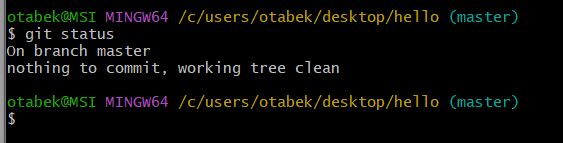 otabek@MSI MINGW64 /c/users/otabek/desktop/hello (master)
$ git status
On branch master
nothing to commit, working tree clean
otabek@MSI MINGW64 /c/users/otabek/desktop/hello (master)
$